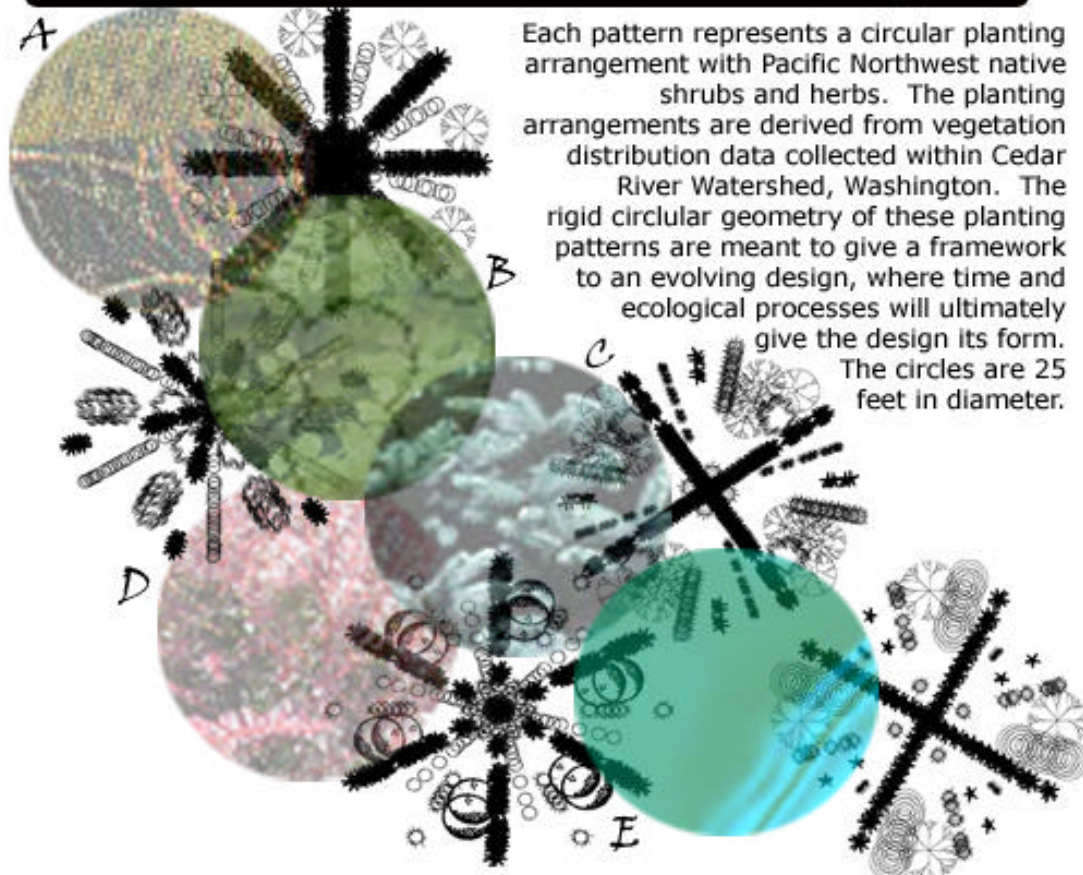 A
Each pattern represents a circular planting
arrangement with Pacific Northwest native
shrubs and herbs. The planting
arrangements are derived from vegetation
distribution data collected within Cedar
River Watershed, Washington. The
rigid circlular geometry of these planting
patterns are meant to give a framework
to an evolving design, where time and
ecological processes will ultimately
give the design its form.
The circles are 25
feet in diameter.
B
C
D
E